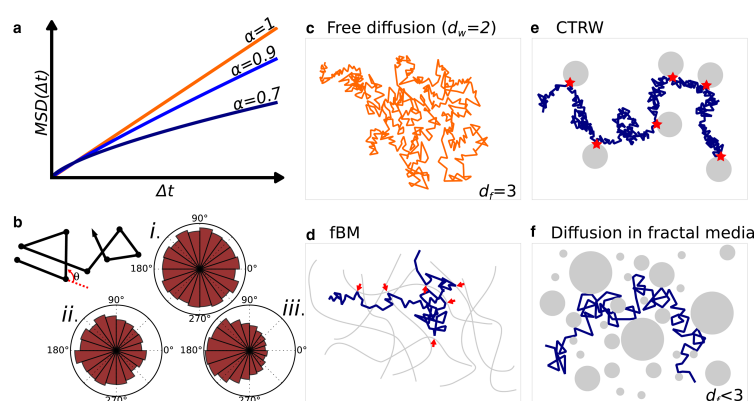 a
MSD(Δt)
α=1
α=0.9
α=0.7
Δt
b
θ
i.
90°
180°
0°
270°
ii.
90°
180°
0°
270°
iii.
90°
180°
0°
270°
c Free diffusion (d_w=2)
d_f=3
d fBM
e CTRW
f Diffusion in fractal media
d_f<3